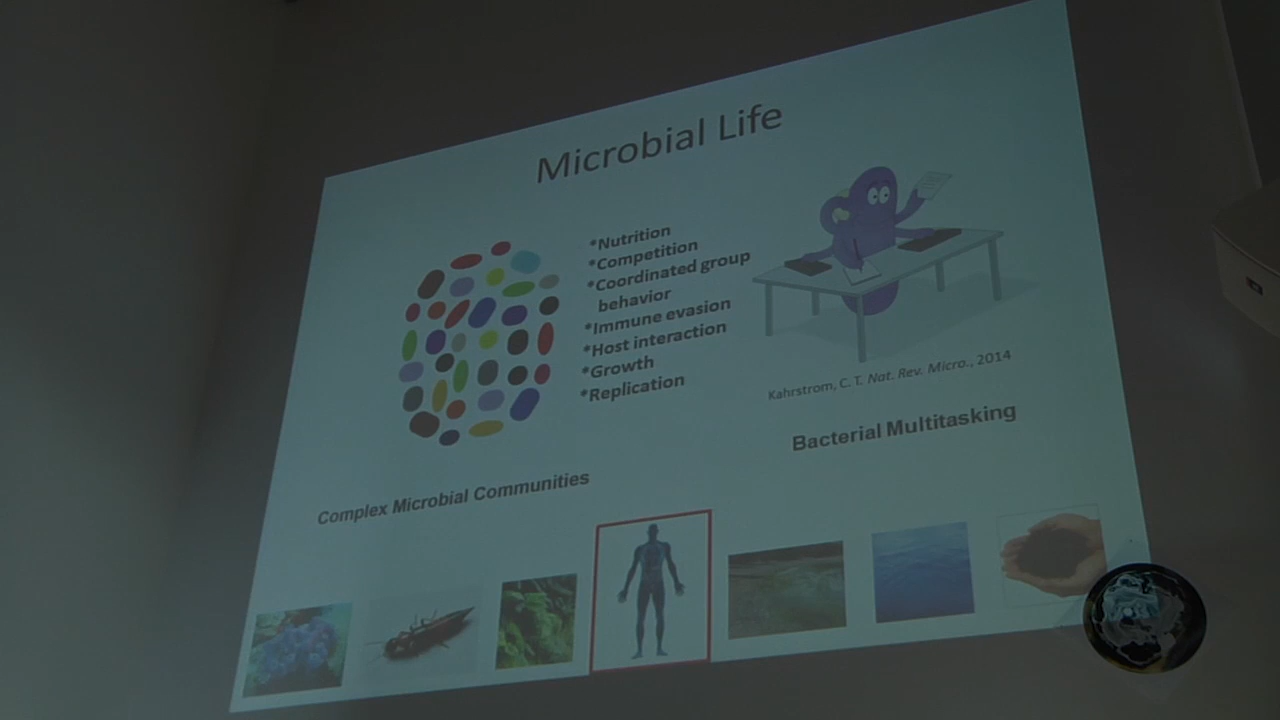 Microbial Life
*Nutrition
*Competition
*Coordinated group
behavior
*Immune evasion
*Host interaction
*Growth
*Replication
Kahrstrom, C. T. Nat. Rev. Micro., 2014
Bacterial Multitasking
Complex Microbial Communities